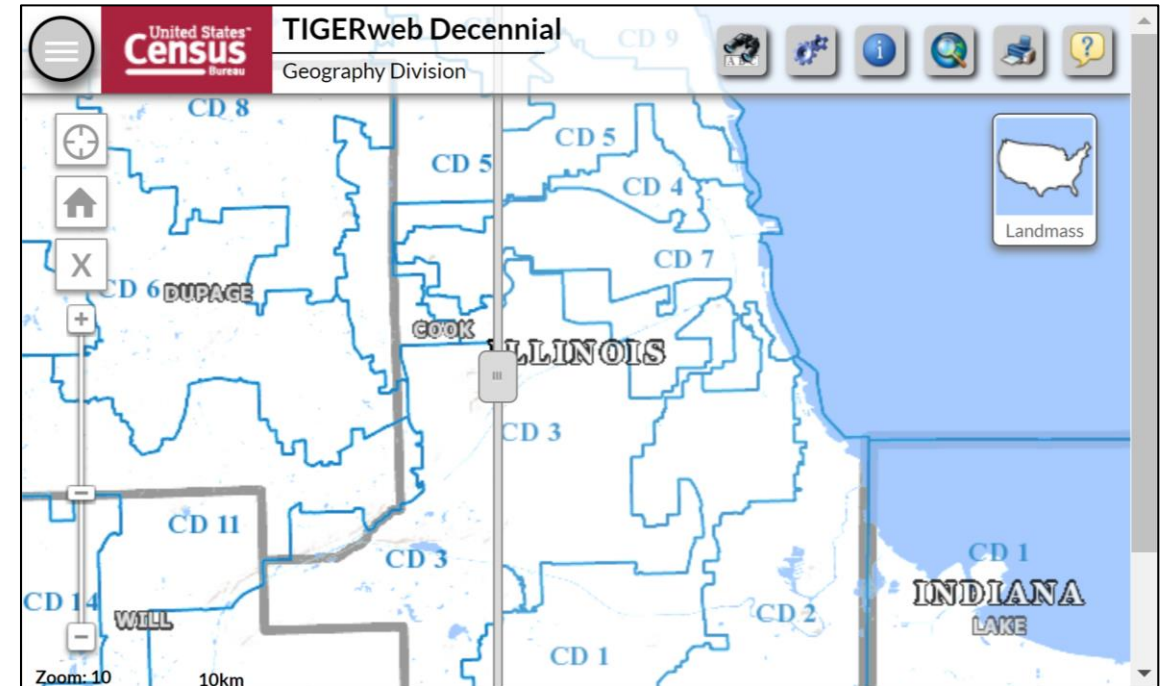 United States™
Census
Bureau
TIGERweb Decennial
Geography Division
CD 9
?
CD 8
CD 5
CD 5
CD 4
Landmass
CD 7
X
CD 6
DUPAGE
+
COOK
ILLINOIS
CD 3
CD 11
CD 3
CD 1
CD 14
WILL
INDIANA
CD 2
LAKE
CD 1
Zoom: 10
10km